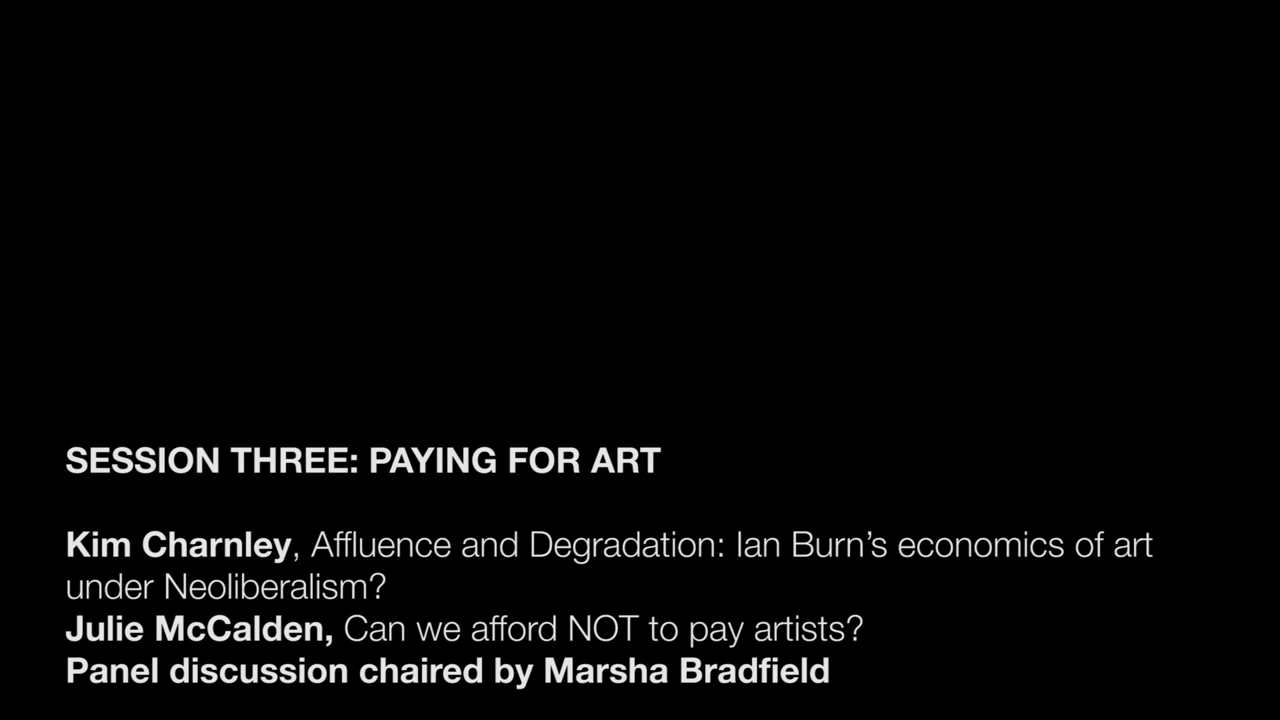 SESSION THREE: PAYING FOR ART
Kim Charnley, Affluence and Degradation: Ian Burn’s economics of art
under Neoliberalism?
Julie McCalden, Can we afford NOT to pay artists?
Panel discussion chaired by Marsha Bradfield